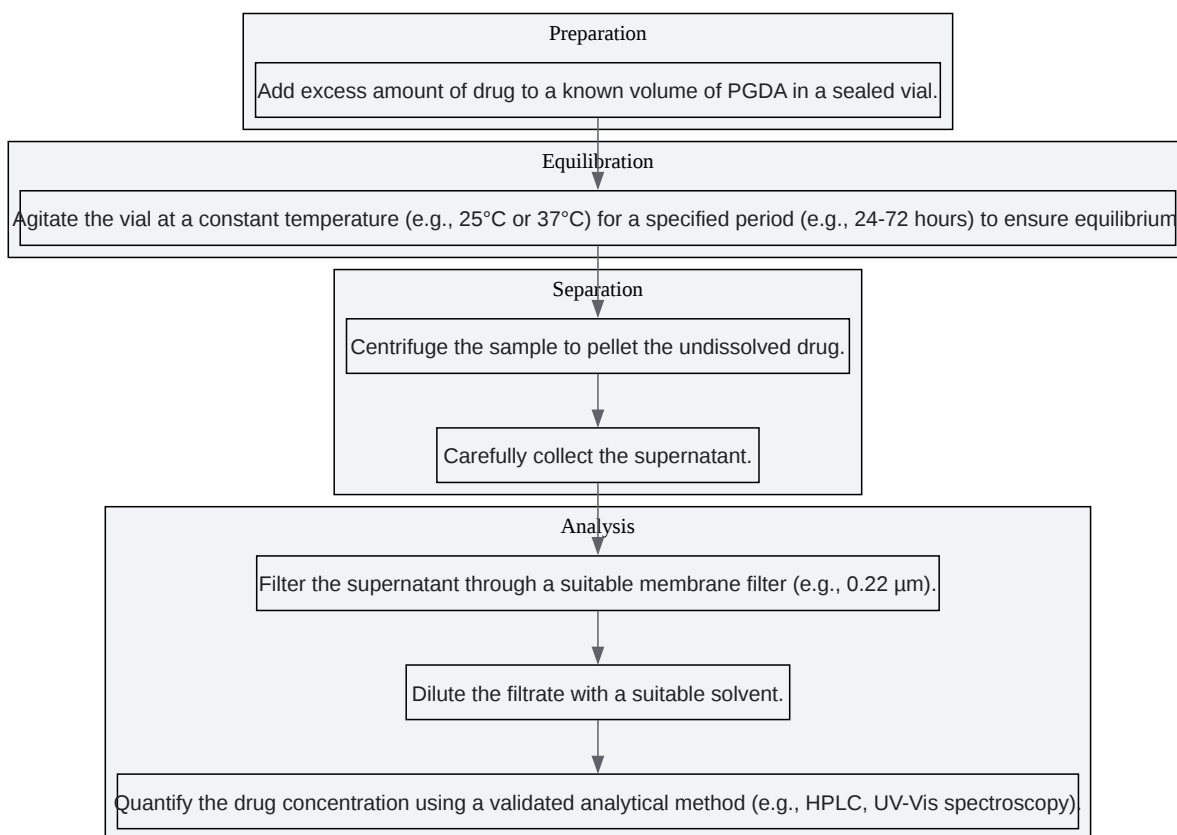 Preparation
Add excess amount of drug to a known volume of PGDA in a sealed vial.
Equilibration
Agitate the vial at a constant temperature (e.g., 25°C or 37°C) for a specified period (e.g., 24-72 hours) to ensure equilibrium
Separation
Centrifuge the sample to pellet the undissolved drug.
Carefully collect the supernatant.
Analysis
Filter the supernatant through a suitable membrane filter (e.g., 0.22 µm).
Dilute the filtrate with a suitable solvent.
Quantify the drug concentration using a validated analytical method (e.g., HPLC, UV-Vis spectroscopy).